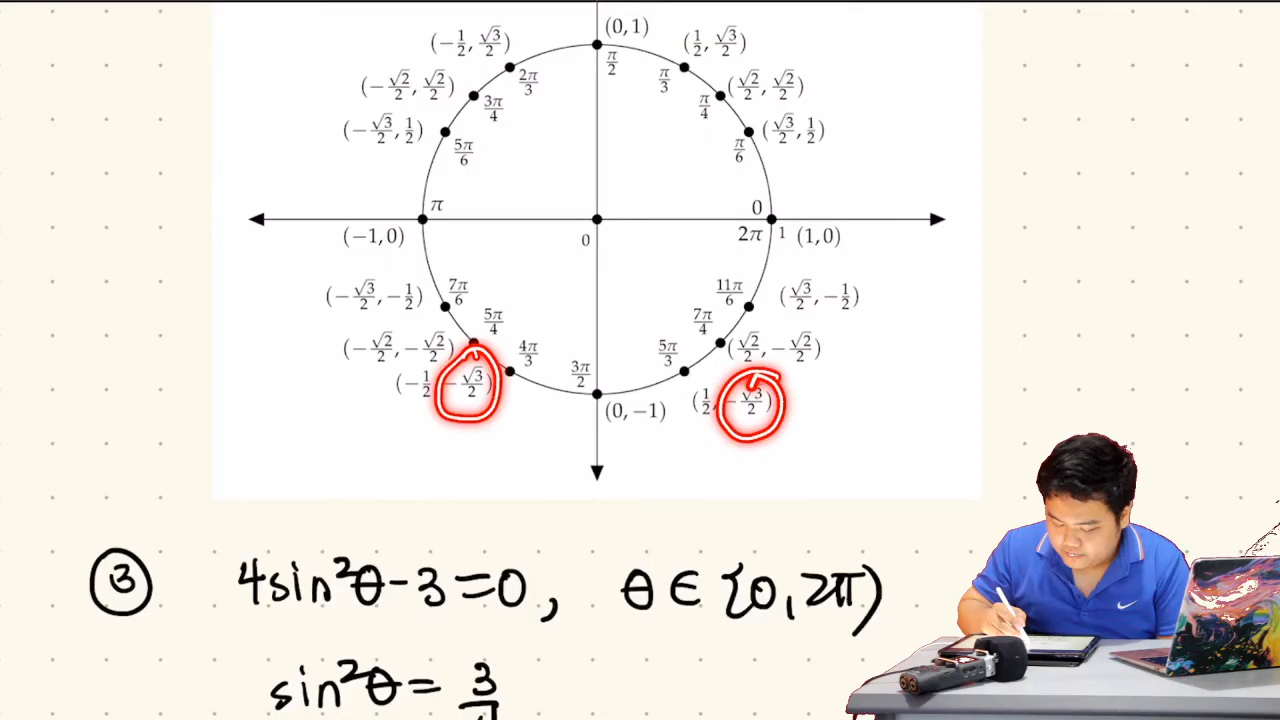 (0, 1)
(−1/2, √3/2) π/2 (1/2, √3/2)
2π/3 π/3
(−√2/2, √2/2) (√2/2, √2/2)
3π/4 π/4
(−√3/2, 1/2) (√3/2, 1/2)
5π/6 π/6
π 0
(−1, 0) 0 2π 1 (1, 0)
7π/6 11π/6
(−√3/2, −1/2) (√3/2, −1/2)
5π/4 7π/4
(−√2/2, −√2/2) 4π/3 5π/3 (√2/2, −√2/2)
3π/2
(−1/2, −√3/2) (1/2, −√3/2)
(0, −1)
③ 4sin²θ − 3 = 0, θ ∈ {0, 2π)
sin²θ = 3/4